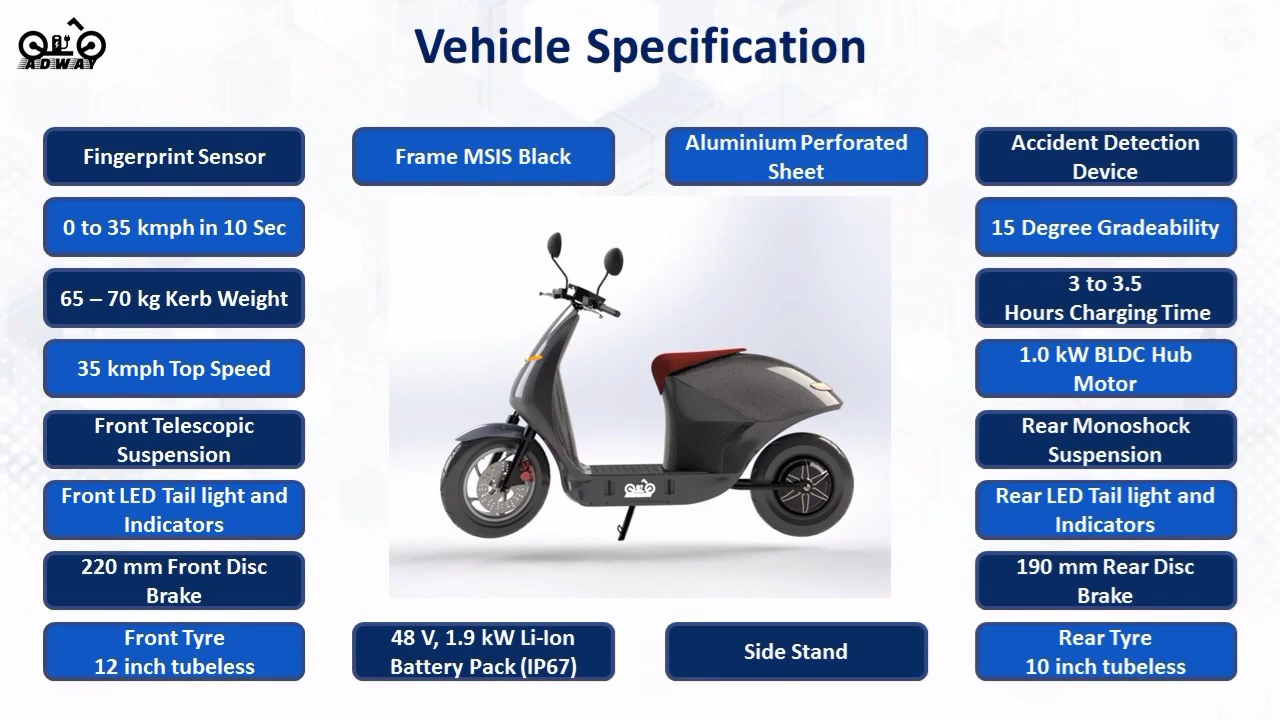 ADWAY
Vehicle Specification
Fingerprint Sensor
Frame MSIS Black
Aluminium Perforated
Sheet
Accident Detection
Device
0 to 35 kmph in 10 Sec
15 Degree Gradeability
65 – 70 kg Kerb Weight
3 to 3.5
Hours Charging Time
35 kmph Top Speed
1.0 kW BLDC Hub
Motor
Front Telescopic
Suspension
Rear Monoshock
Suspension
Front LED Tail light and
Indicators
Rear LED Tail light and
Indicators
220 mm Front Disc
Brake
190 mm Rear Disc
Brake
Front Tyre
12 inch tubeless
48 V, 1.9 kW Li-Ion
Battery Pack (IP67)
Side Stand
Rear Tyre
10 inch tubeless